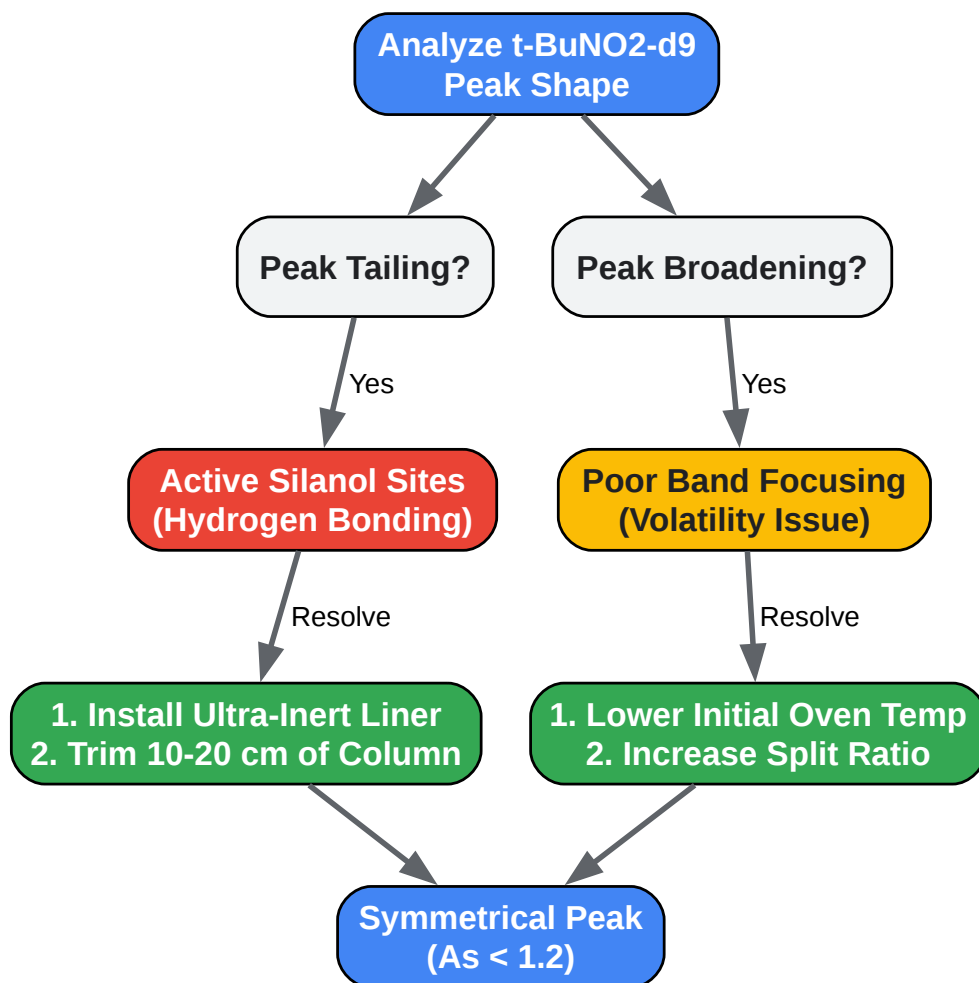 Analyze t-BuNO2-d9
Peak Shape
Peak Tailing?
Peak Broadening?
Yes
Yes
Active Silanol Sites
(Hydrogen Bonding)
Poor Band Focusing
(Volatility Issue)
Resolve
Resolve
1. Install Ultra-Inert Liner
2. Trim 10-20 cm of Column
1. Lower Initial Oven Temp
2. Increase Split Ratio
Symmetrical Peak
(As < 1.2)